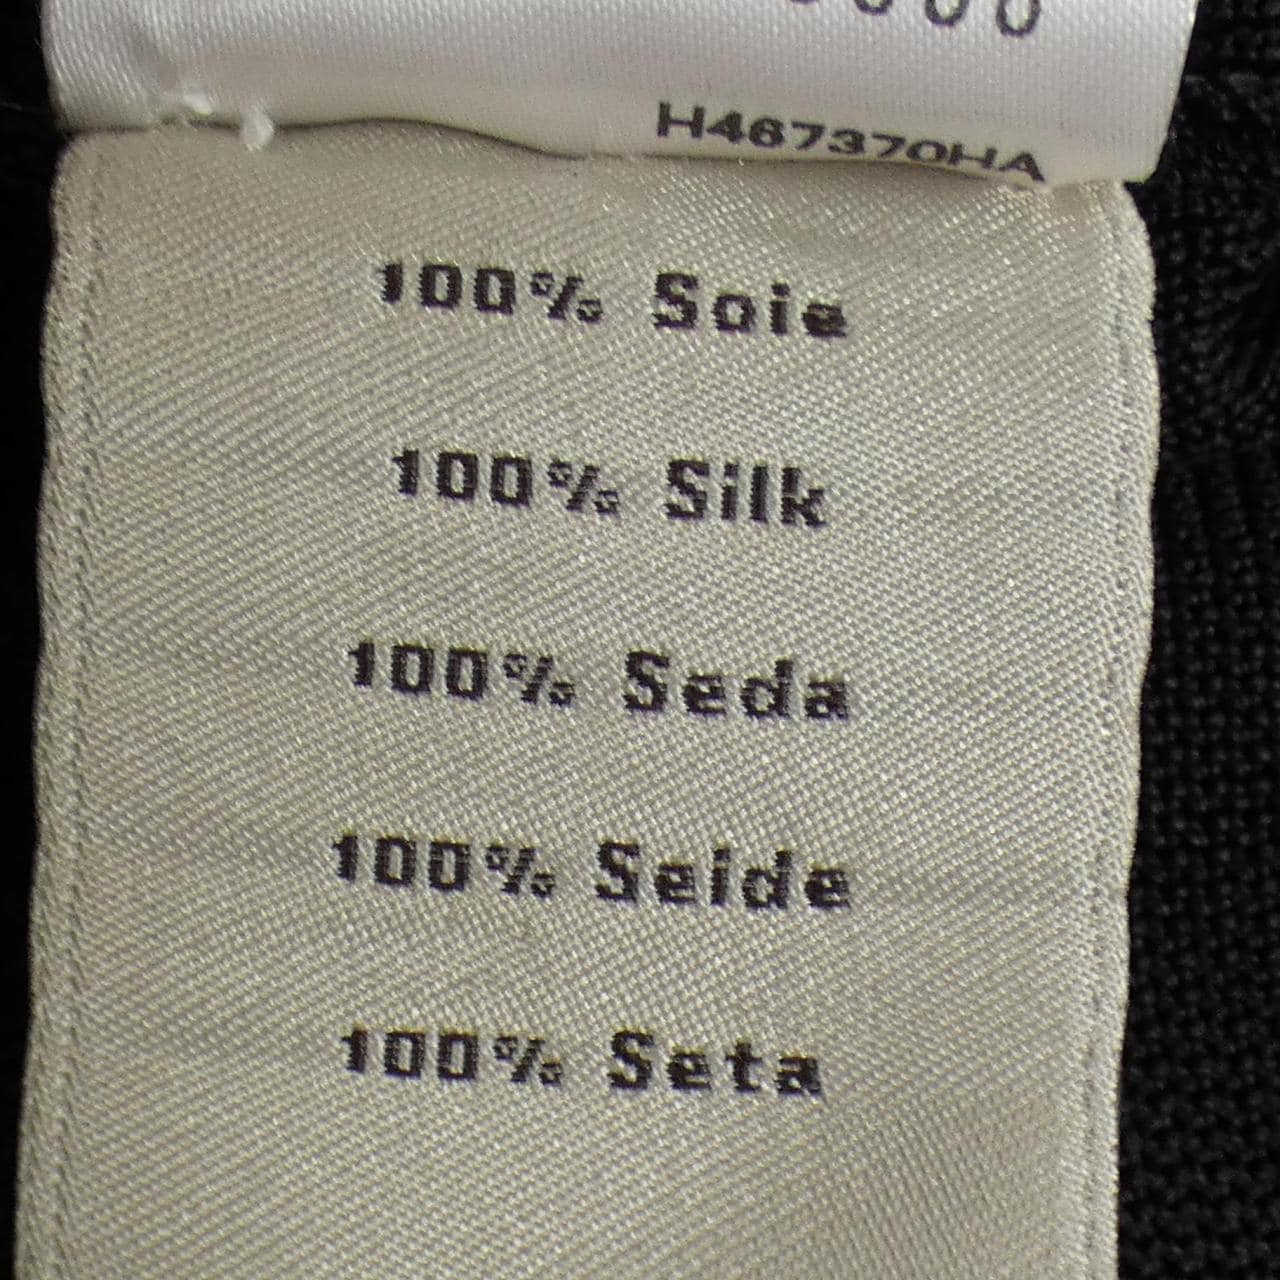 H467370HA
100% Soie
100% Silk
100% Seda
100% Seide
100% Seta